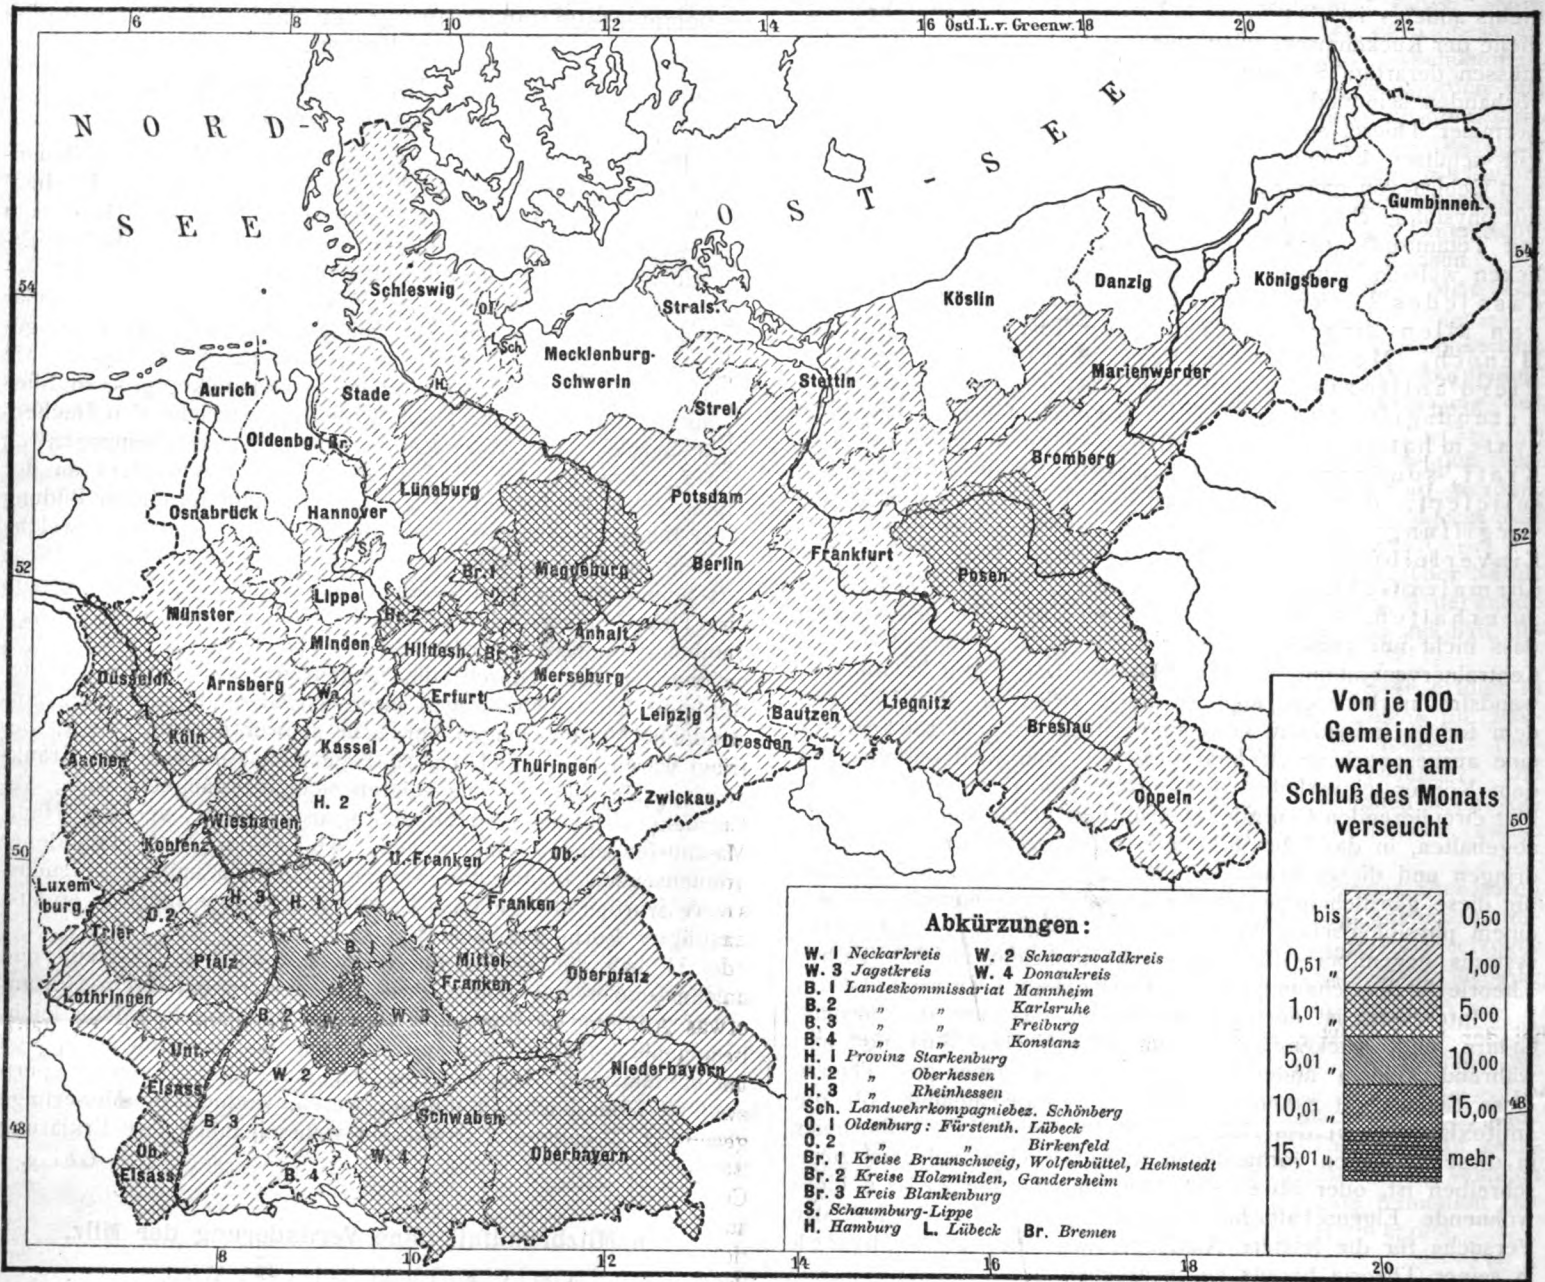 6 8 10 12 14 16 Östl.L.v.Greenw. 18 20 22
NORD-
SEE
OST-SEE
54
52
50
48
54
52
50
48
Gumbinnen
Königsberg
Danzig
Köslin
Marienwerder
Bromberg
Schleswig
Ol
Sch.
H.
Strals.
Mecklenburg-
Schwerin
Strel.
Stettin
Aurich
Stade
Oldenbg.
Br.
Lüneburg
Potsdam
Osnabrück
Hannover
S.
Berlin
Frankfurt
Posen
Br.1
Magdeburg
Münster
Lippe
Br.2
Minden
Hildesh.
Br.3
Anhalt
Düsseldf.
Arnsberg
Wa.
Erfurt
Merseburg
Leipzig
Bautzen
Liegnitz
Breslau
Köln
Kassel
Dresden
Aachen
Thüringen
Zwickau
Oppeln
H. 2
Wiesbaden
Koblenz
U.-Franken
Ob.-
Franken
Luxem
burg.
H. 3
H. 1
O.2
Trier
Pfalz
B. 1
Mittel-
Franken
Oberpfalz
Lothringen
B. 2
W.
W. 3
Unt.-
Elsass
W. 2
Niederbayern
B. 3
Schwaben
Ob.-
Elsass
W. 4
Oberbayern
B. 4
Von je 100
Gemeinden
waren am
Schluß des Monats
verseucht
bis 0,50
0,51 „ 1,00
1,01 „ 5,00
5,01 „ 10,00
10,01 „ 15,00
15,01 u. mehr
Abkürzungen:
W. 1 Neckarkreis W. 2 Schwarzwaldkreis
W. 3 Jagstkreis W. 4 Donaukreis
B. 1 Landeskommissariat Mannheim
B. 2 „ „ Karlsruhe
B. 3 „ „ Freiburg
B. 4 „ „ Konstanz
H. 1 Provinz Starkenburg
H. 2 „ Oberhessen
H. 3 „ Rheinhessen
Sch. Landwehrkompagniebez. Schönberg
O. 1 Oldenburg: Fürstenth. Lübeck
O. 2 „ „ Birkenfeld
Br. 1 Kreise Braunschweig, Wolfenbüttel, Helmstedt
Br. 2 Kreise Holzminden, Gandersheim
Br. 3 Kreis Blankenburg
S. Schaumburg-Lippe
H. Hamburg L. Lübeck Br. Bremen
8 10 12 14 16 18 20